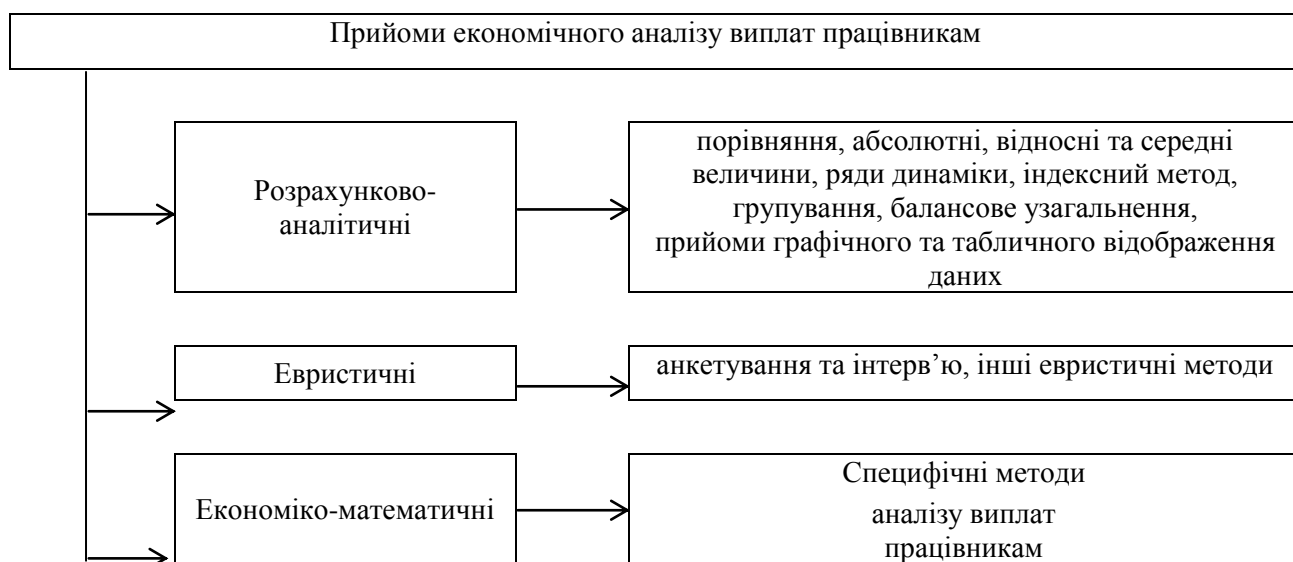 Прийоми економічного аналізу виплат працівникам
Розрахунково-
аналітичні
порівняння, абсолютні, відносні та середні
величини, ряди динаміки, індексний метод,
групування, балансове узагальнення,
прийоми графічного та табличного відображення
даних
Евристичні
анкетування та інтерв’ю, інші евристичні методи
Економіко-математичні
Специфічні методи
аналізу виплат
працівникам